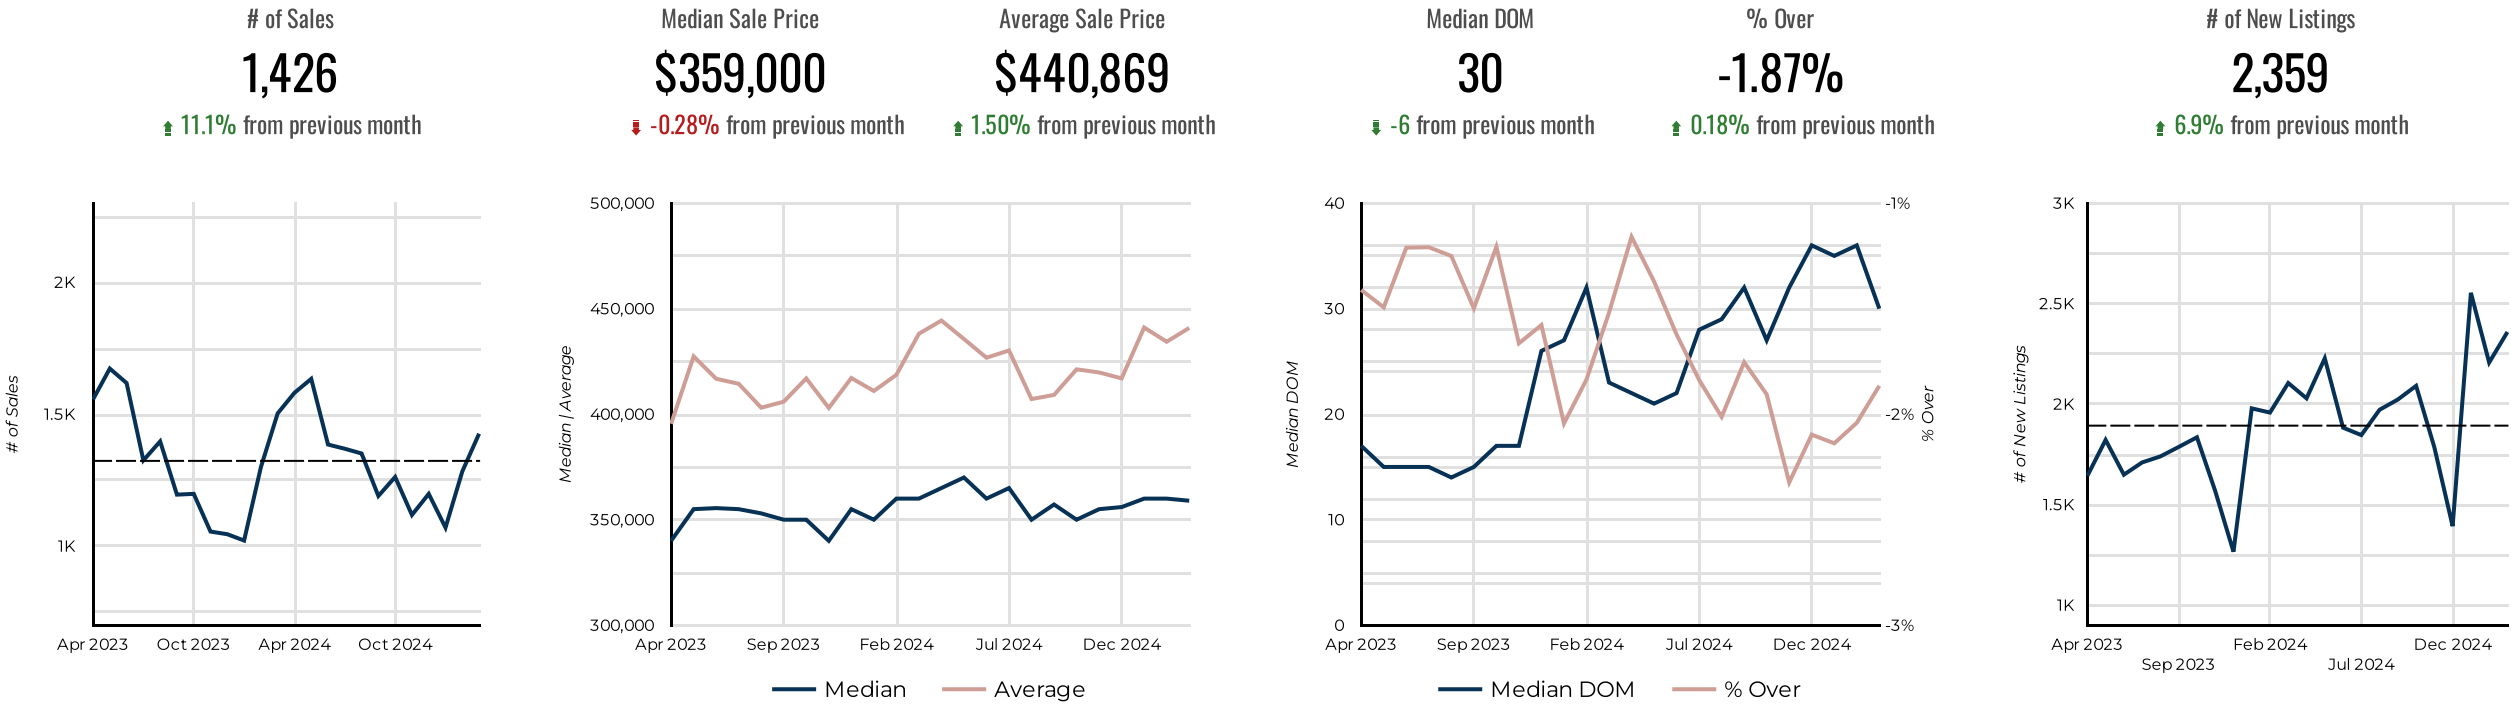 # of Sales
1,426
11.1% from previous month
Median Sale Price
$359,000
-0.28% from previous month
Average Sale Price
$440,869
1.50% from previous month
Median DOM
30
-6 from previous month
% Over
-1.87%
0.18% from previous month
# of New Listings
2,359
6.9% from previous month
# of Sales
2K
1.5K
1K
Apr 2023
Oct 2023
Apr 2024
Oct 2024
Median | Average
500,000
450,000
400,000
350,000
300,000
Apr 2023
Sep 2023
Feb 2024
Jul 2024
Dec 2024
Median
Average
Median DOM
40
30
20
10
0
-1%
-2%
-3%
% Over
Apr 2023
Sep 2023
Feb 2024
Jul 2024
Dec 2024
Median DOM
% Over
# of New Listings
3K
2.5K
2K
1.5K
1K
Apr 2023
Sep 2023
Feb 2024
Jul 2024
Dec 2024